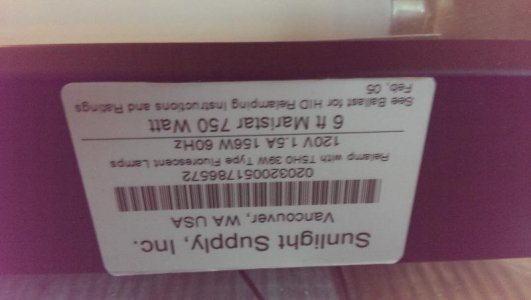 Sunlight Supply, Inc.
Vancouver, WA USA
020320051786572
Relamp with T5HO 39W Type Fluorescent Lamps
120V 1.5A 156W 60Hz
6 ft Maristar 750 Watt
See Ballast for HID Relamping Instructions and Ratings
Feb, 05